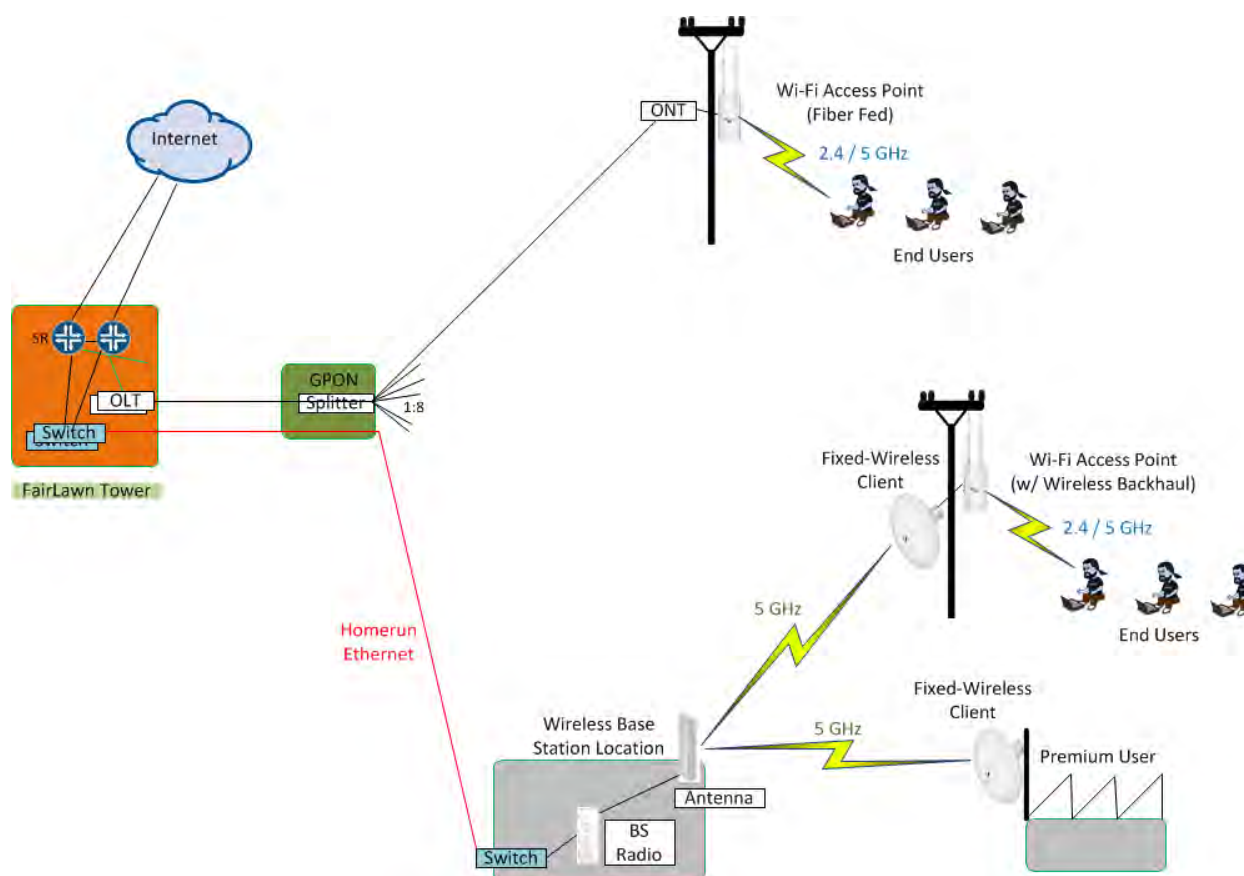 Internet
ONT
Wi-Fi Access Point
(Fiber Fed)
2.4 / 5 GHz
End Users
SR
OLT
Switch
Switch
FairLawn Tower
GPON
Splitter
1:8
Fixed-Wireless
Client
Wi-Fi Access Point
(w/ Wireless Backhaul)
2.4 / 5 GHz
End Users
5 GHz
Homerun
Ethernet
Wireless Base
Station Location
5 GHz
Fixed-Wireless
Client
Premium User
Antenna
BS
Radio
Switch